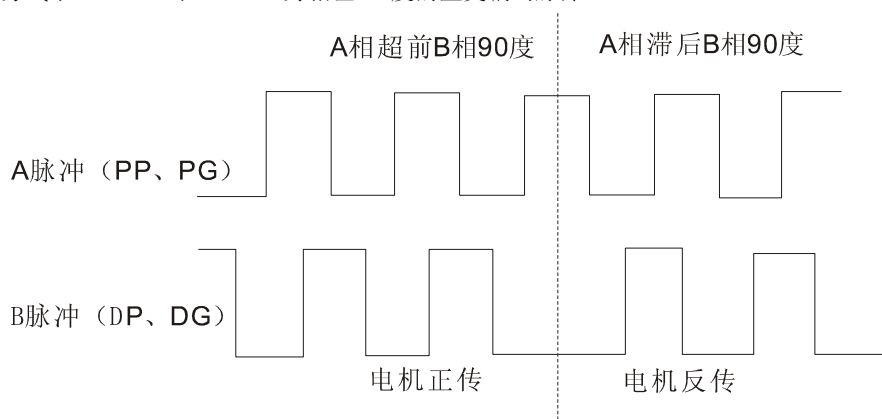 A相超前B相90度
A相滞后B相90度
A脉冲（PP、PG）
B脉冲（DP、DG）
电机正传
电机反传